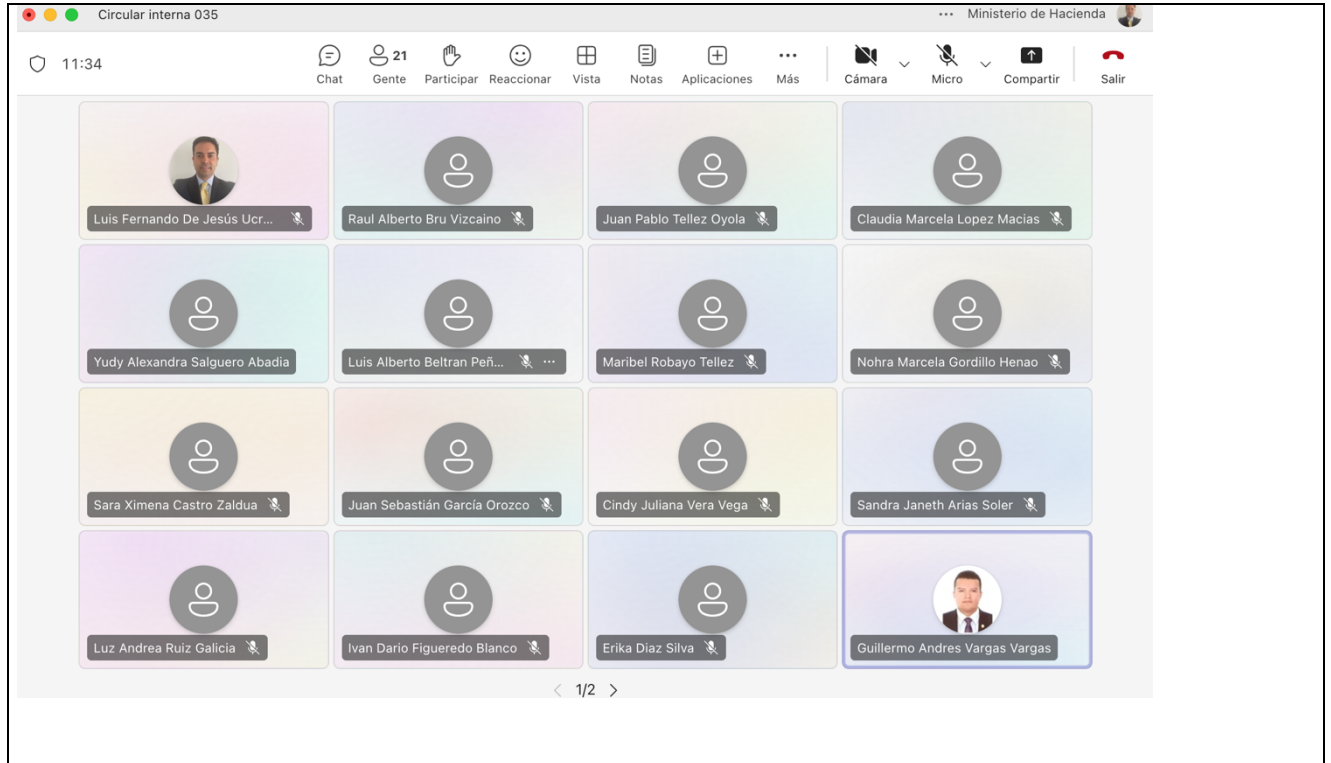 Circular interna 035
··· Ministerio de Hacienda
11:34
21
Chat Gente Participar Reaccionar Vista Notas Aplicaciones Más Cámara Micro Compartir Salir
Luis Fernando De Jesús Ucr... Raul Alberto Bru Vizcaino Juan Pablo Tellez Oyola Claudia Marcela Lopez Macias
Yudy Alexandra Salguero Abadia Luis Alberto Beltran Peñ... ··· Maribel Robayo Tellez Nohra Marcela Gordillo Henao
Sara Ximena Castro Zaldua Juan Sebastián García Orozco Cindy Juliana Vera Vega Sandra Janeth Arias Soler
Luz Andrea Ruiz Galicia Ivan Dario Figueredo Blanco Erika Diaz Silva Guillermo Andres Vargas Vargas
1/2